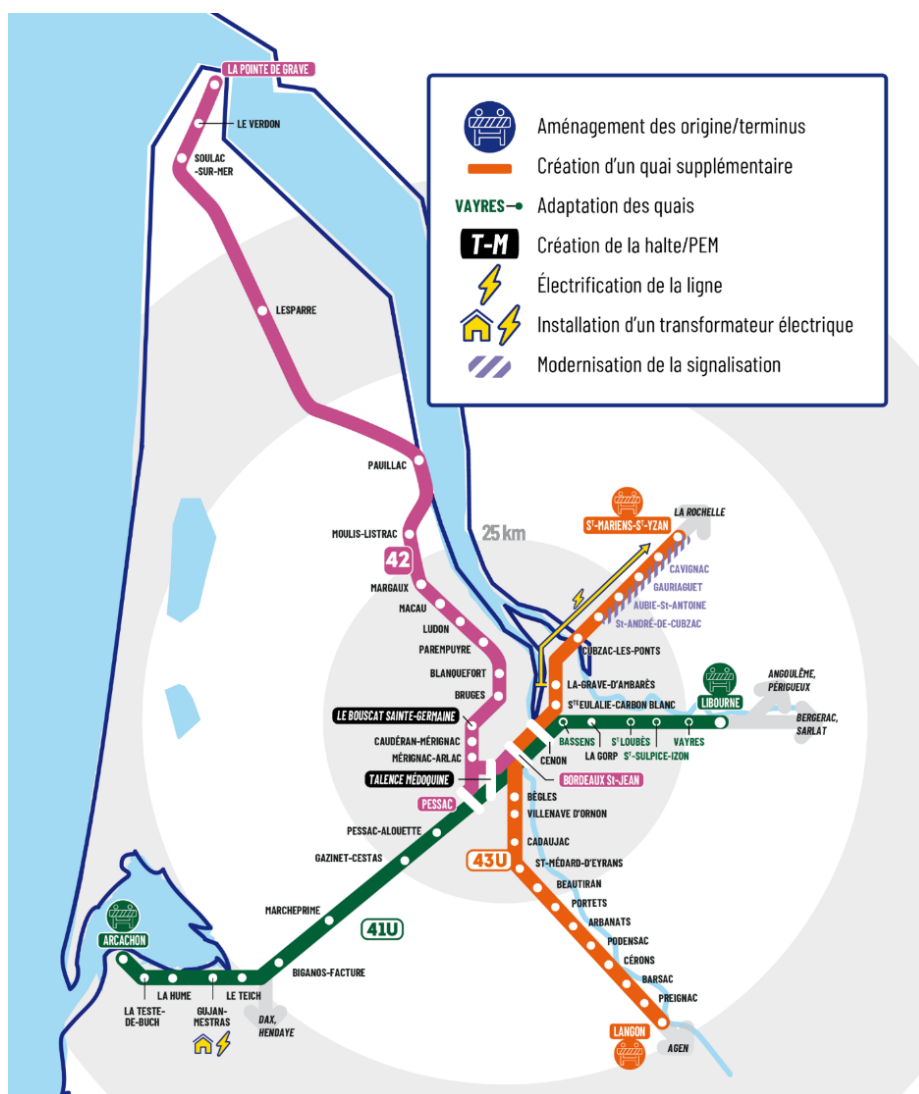 LA POINTE DE GRAVE
LE VERDON
SOULAC
-SUR-MER
LESPARRE
PAUILLAC
MOULIS-LISTRAC
42
MARGAUX
MACAU
LUDON
PAREMPUYRE
BLANQUEFORT
BRUGES
LE BOUSCAT SAINTE-GERMAINE
CAUDÉRAN-MÉRIGNAC
MÉRIGNAC-ARLAC
TALENCE MÉDOQUINE
PESSAC
PESSAC-ALOUETTE
GAZINET-CESTAS
MARCHEPRIME
41U
BIGANOS-FACTURE
ARCACHON
LA TESTE-
DE-BUCH
LA HUME
GUJAN-
MESTRAS
LE TEICH
DAX,
HENDAYE
Aménagement des origine/terminus
Création d'un quai supplémentaire
VAYRES
Adaptation des quais
T-M
Création de la halte/PEM
Électrification de la ligne
Installation d'un transformateur électrique
Modernisation de la signalisation
25 km
ST-MARIENS-ST-YZAN
LA ROCHELLE
CAVIGNAC
GAURIAGUET
AUBIE-St-ANTOINE
St-ANDRÉ-DE-CUBZAC
CUBZAC-LES-PONTS
LA-GRAVE-D'AMBARÈS
STE EULALIE-CARBON BLANC
LIBOURNE
ANGOULÊME,
PÉRIGUEUX
BERGERAC,
SARLAT
BASSENS
LA GORP
ST LOUBÈS
ST-SULPICE-IZON
VAYRES
CENON
BORDEAUX St-JEAN
BÈGLES
VILLENAVE D'ORNON
CADAUJAC
43U
ST-MÉDARD-D'EYRANS
BEAUTIRAN
PORTETS
ARBANATS
PODENSAC
CÉRONS
BARSAC
PREIGNAC
LANGON
AGEN